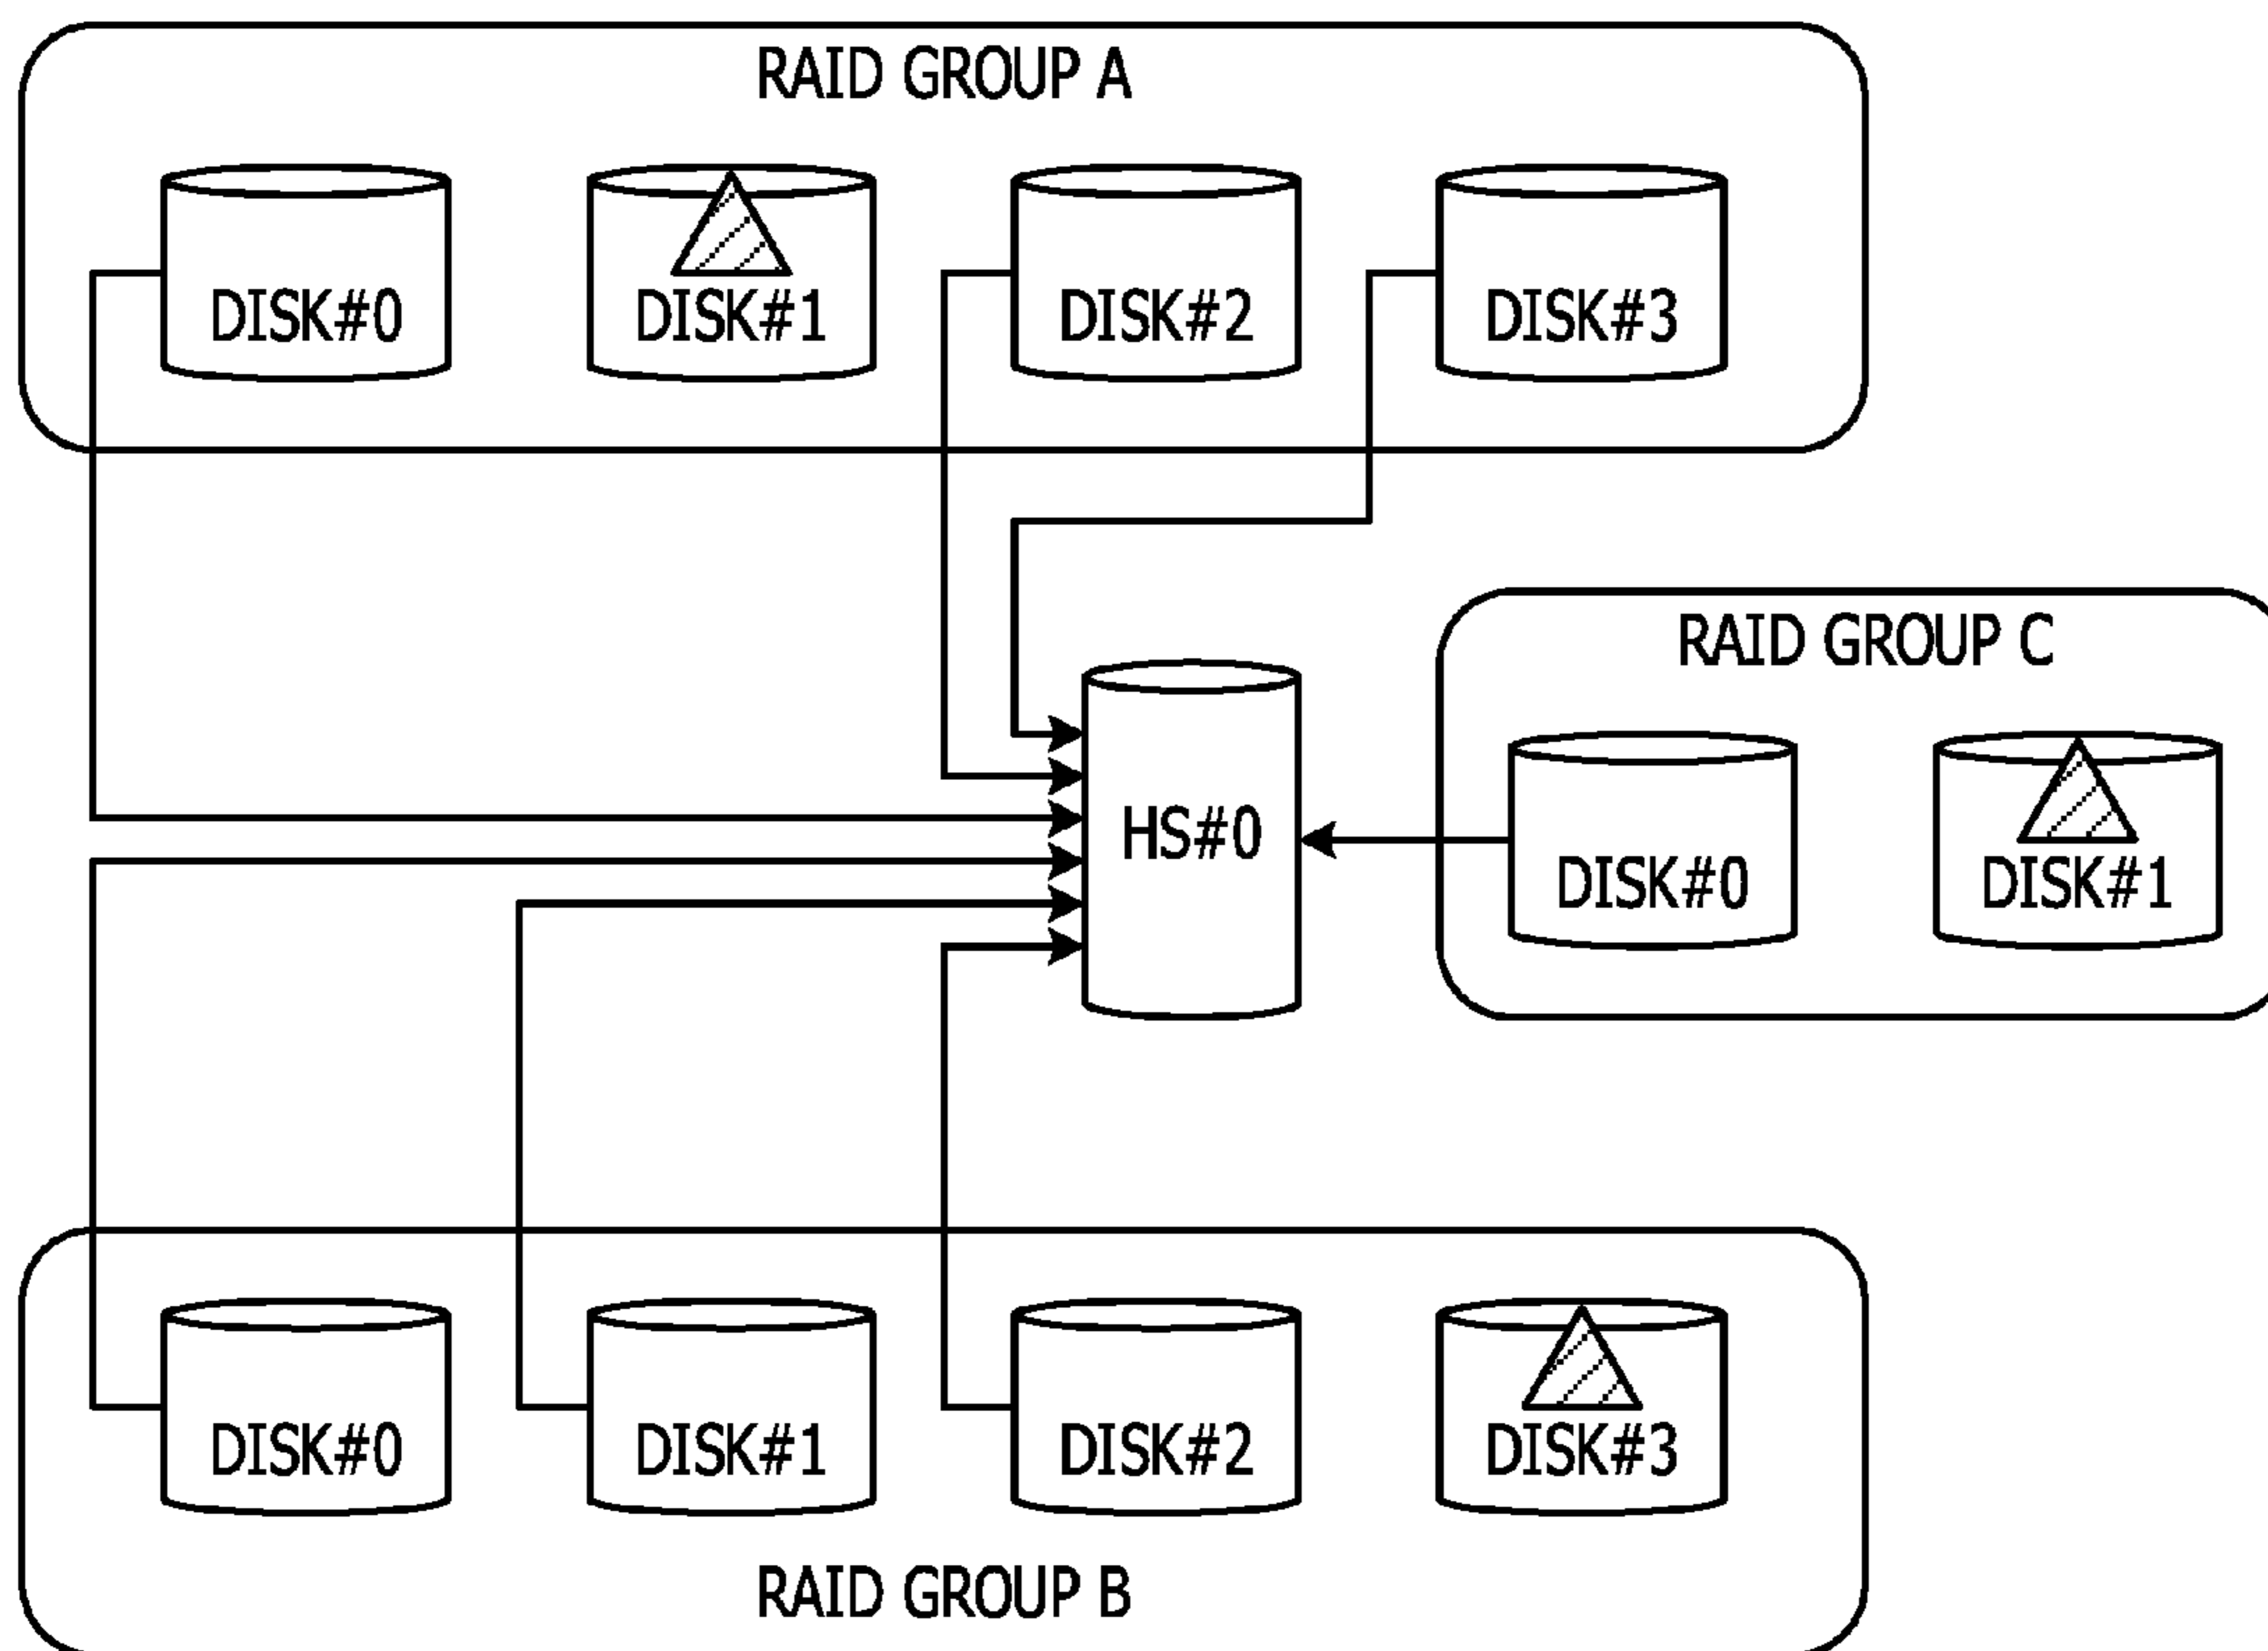 RAID GROUP A
DISK#0 DISK#1 DISK#2 DISK#3
RAID GROUP C
HS#0
DISK#0 DISK#1
DISK#0 DISK#1 DISK#2 DISK#3
RAID GROUP B